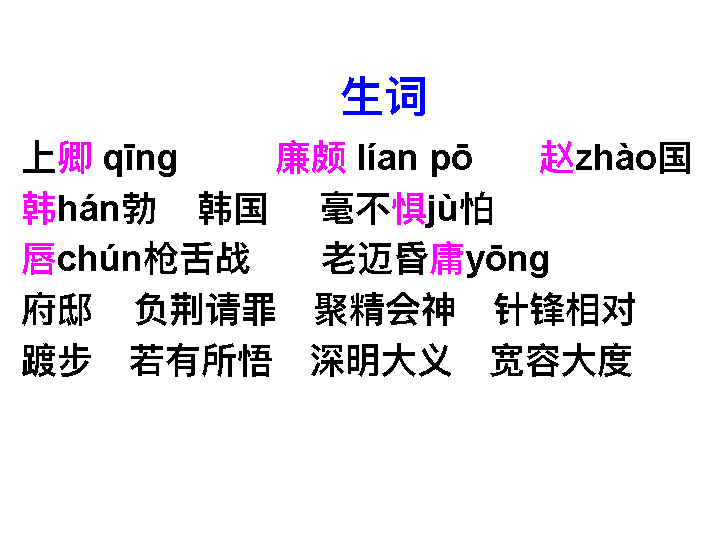 生词
上卿 qīng 廉颇 lían pō 赵zhào国
韩hán勃 韩国 毫不惧jù怕
唇chún枪舌战 老迈昏庸yōng
府邸 负荆请罪 聚精会神 针锋相对
踱步 若有所悟 深明大义 宽容大度